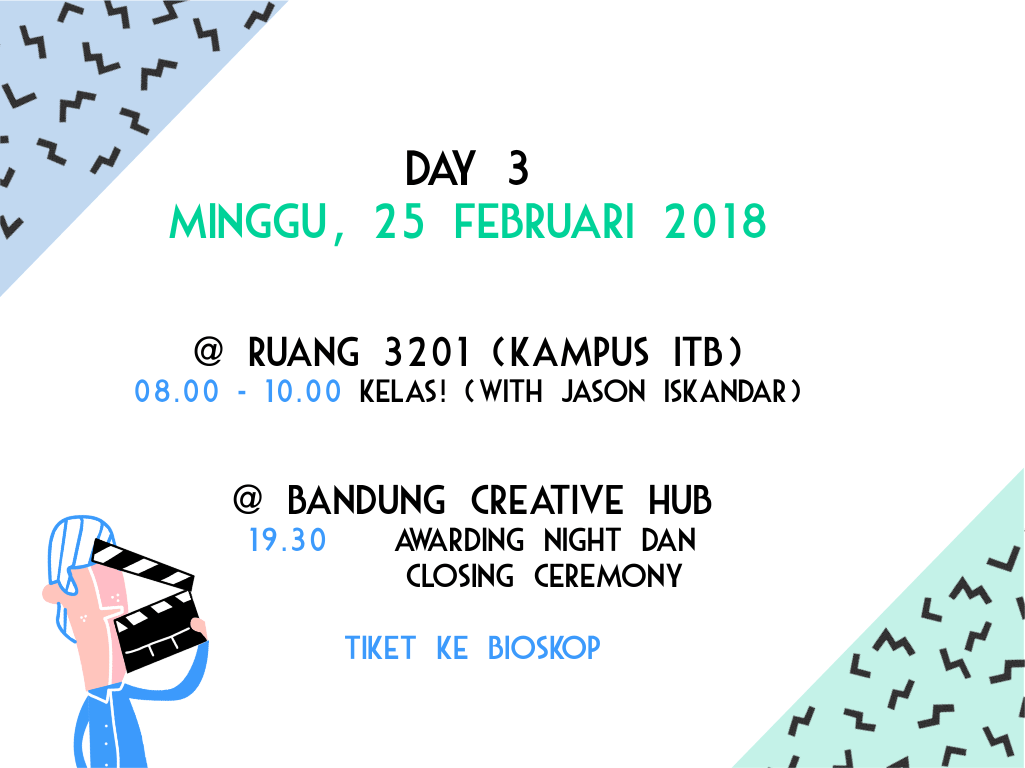 DAY 3
MINGGU, 25 FEBRUARI 2018
@ RUANG 3201 (KAMPUS ITB)
08.00 - 10.00 KELAS! (WITH JASON ISKANDAR)
@ BANDUNG CREATIVE HUB
19.30 AWARDING NIGHT DAN
CLOSING CEREMONY
TIKET KE BIOSKOP